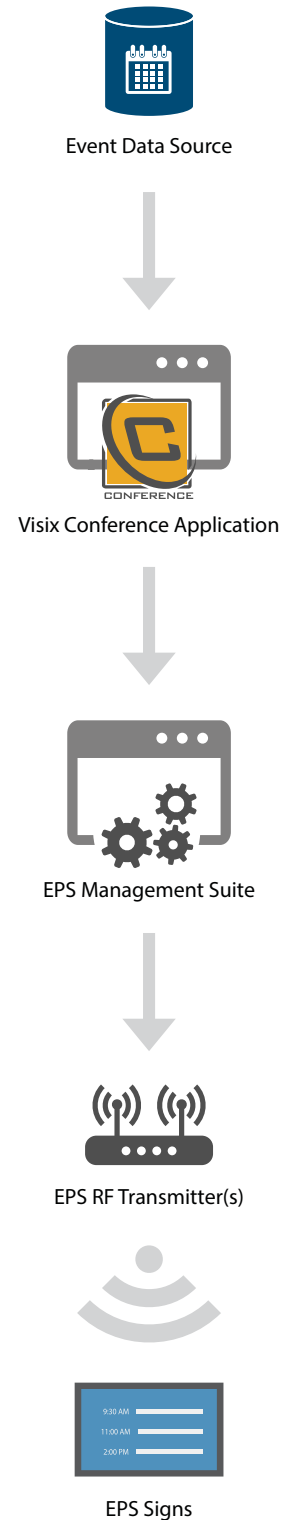 Event Data Source
C
CONFERENCE
Visix Conference Application
EPS Management Suite
EPS RF Transmitter(s)
9:30 AM
11:00 AM
2:00 PM
EPS Signs